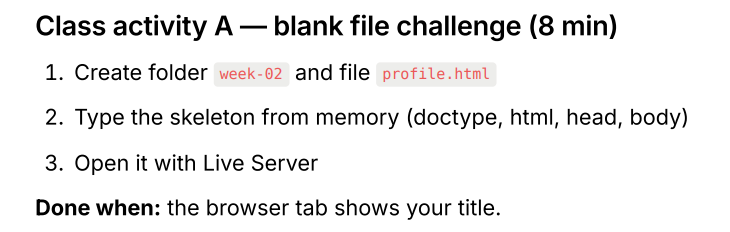 Class activity A — blank file challenge (8 min)
1. Create folder week-02 and file profile.html
2. Type the skeleton from memory (doctype, html, head, body)
3. Open it with Live Server
Done when: the browser tab shows your title.